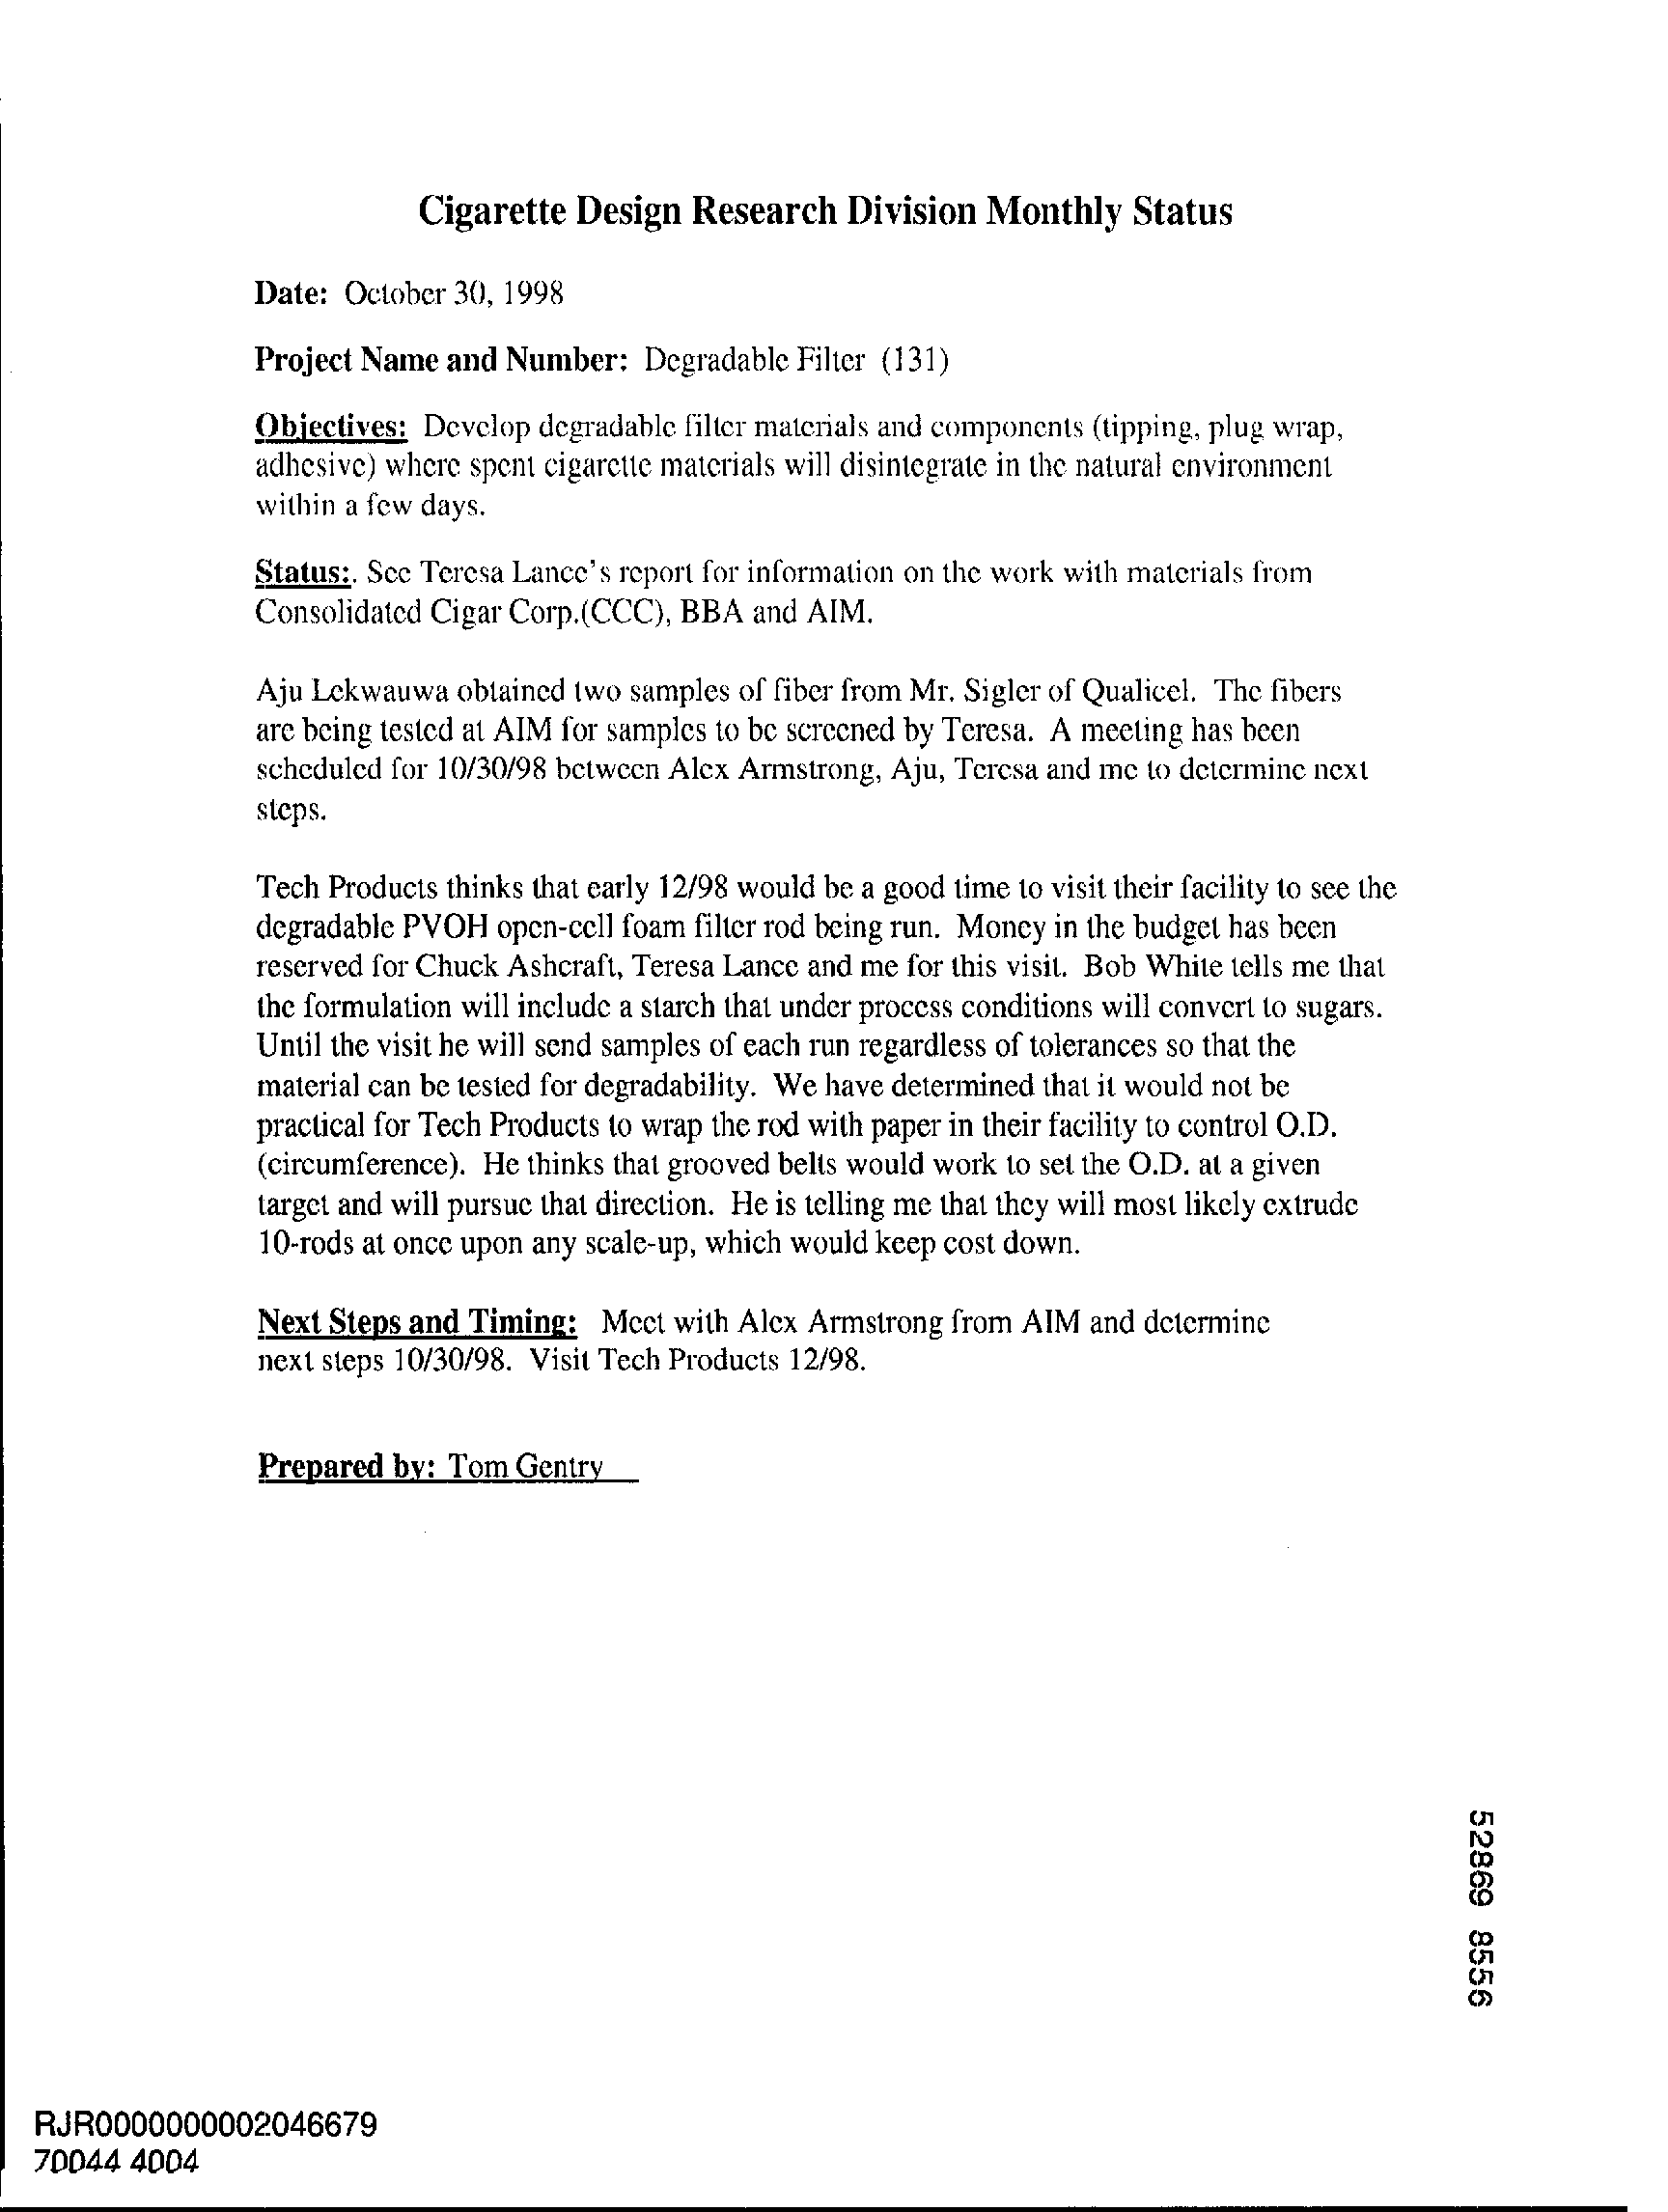 Cigarette Design Research Division Monthly Status
Date: October 30, 1998
Project Name and Number: Degradable Filter (131)
Objectives: Develop degradable filter materials and components (tipping, plug wrap,
adhesive) where spent cigarette materials will disintegrate in the natural environment
within a few days.
Status:. See Teresa Lance's report for information on the work with materials from
Consolidated Cigar Corp.(CCC), BBA and AIM.
Aju Lekwauwa obtained two samples of fiber from Mr. Sigler of Qualicel. The fibers
are being tested at AIM for samples to be screened by Teresa. A meeting has been
scheduled for 10/30/98 between Alex Armstrong, Aju, Teresa and me to determine next
steps.
Tech Products thinks that early 12/98 would be a good time to visit their facility to see the
degradable PVOH open-cell foam filter rod being run. Money in the budget has been
reserved for Chuck Ashcraft, Teresa Lance and me for this visit. Bob White tells me that
the formulation will include a starch that under process conditions will convert to sugars.
Until the visit he will send samples of each run regardless of tolerances so that the
material can be tested for degradability. We have determined that it would not be
practical for Tech Products to wrap the rod with paper in their facility to control O.D.
(circumference). He thinks that grooved belts would work to set the O.D. at a given
target and will pursue that direction. He is telling me that they will most likely extrude
10-rods at once upon any scale-up, which would keep cost down.
Next Steps and Timing: Meet with Alex Armstrong from AIM and determine
next steps 10/30/98. Visit Tech Products 12/98.
Prepared by: Tom Gentry
52869 8556
RJR0000000002046679
70044 4004